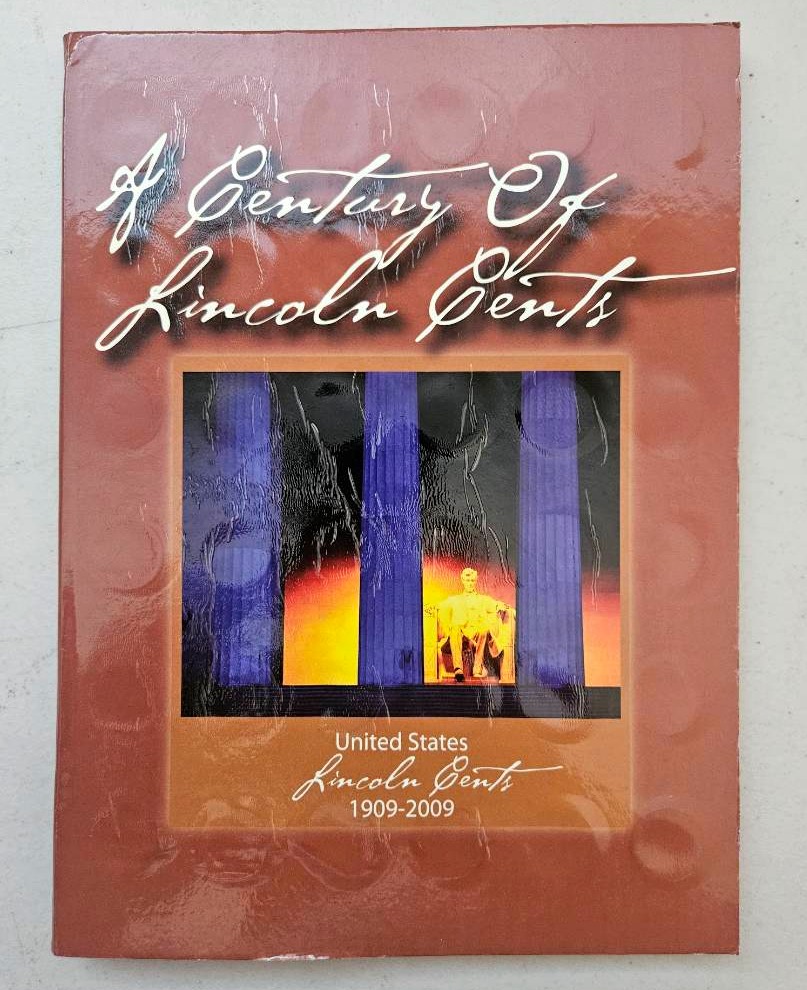 A Century Of
Lincoln Cents
United States
Lincoln Cents
1909-2009